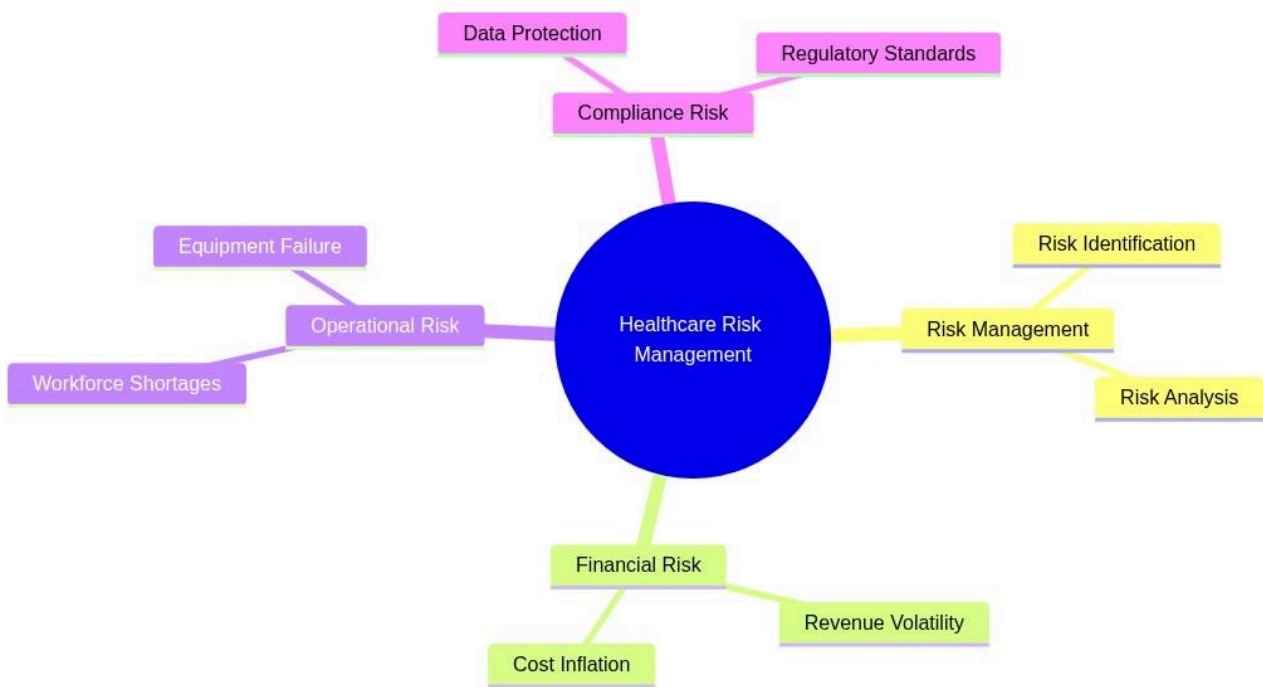 Data Protection
Regulatory Standards
Compliance Risk
Equipment Failure
Risk Identification
Operational Risk
Healthcare Risk
Management
Risk Management
Workforce Shortages
Risk Analysis
Financial Risk
Revenue Volatility
Cost Inflation